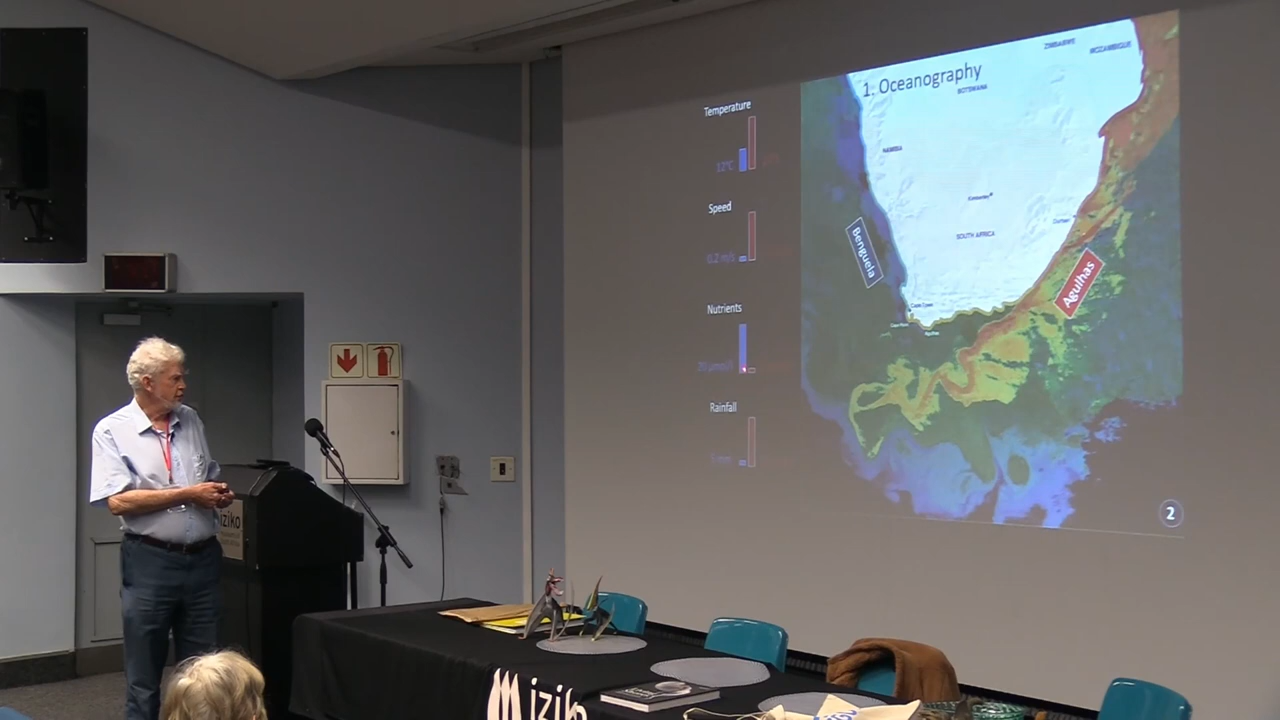 1. Oceanography
ZIMBABWE
MOZAMBIQUE
BOTSWANA
NAMIBIA
SOUTH AFRICA
Benguela
Agulhas
Temperature
12°C
Speed
0.2 m/s
Nutrients
Rainfall
2
iziko
iziko